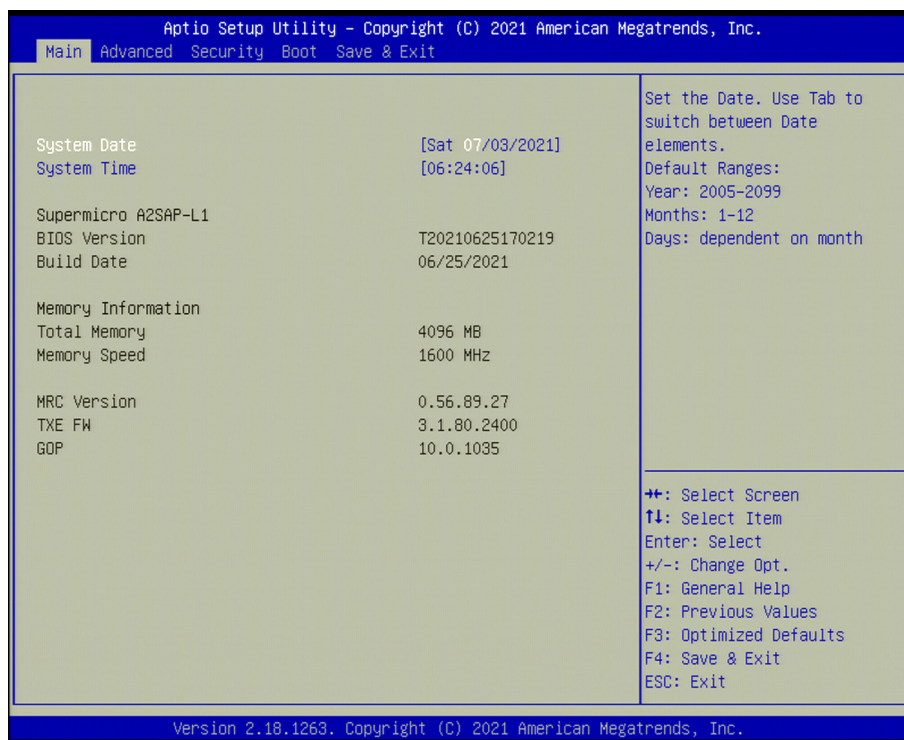 Aptio Setup Utility – Copyright (C) 2021 American Megatrends, Inc.
Main Advanced Security Boot Save & Exit
System Date [Sat 07/03/2021]
System Time [06:24:06]
Supermicro A2SAP-L1
BIOS Version T20210625170219
Build Date 06/25/2021
Memory Information
Total Memory 4096 MB
Memory Speed 1600 MHz
MRC Version 0.56.89.27
TXE FW 3.1.80.2400
GOP 10.0.1035
Set the Date. Use Tab to
switch between Date
elements.
Default Ranges:
Year: 2005-2099
Months: 1-12
Days: dependent on month
→←: Select Screen
↑↓: Select Item
Enter: Select
+/-: Change Opt.
F1: General Help
F2: Previous Values
F3: Optimized Defaults
F4: Save & Exit
ESC: Exit
Version 2.18.1263. Copyright (C) 2021 American Megatrends, Inc.